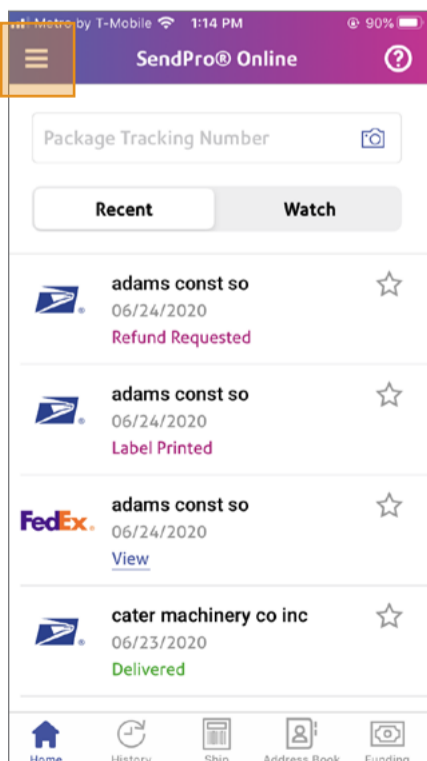 Metro by T-Mobile 1:14 PM 90%
SendPro® Online
Package Tracking Number
Recent Watch
adams const so
06/24/2020
Refund Requested
adams const so
06/24/2020
Label Printed
FedEx.
adams const so
06/24/2020
View
cater machinery co inc
06/23/2020
Delivered
Home History Ship Address Book Funding